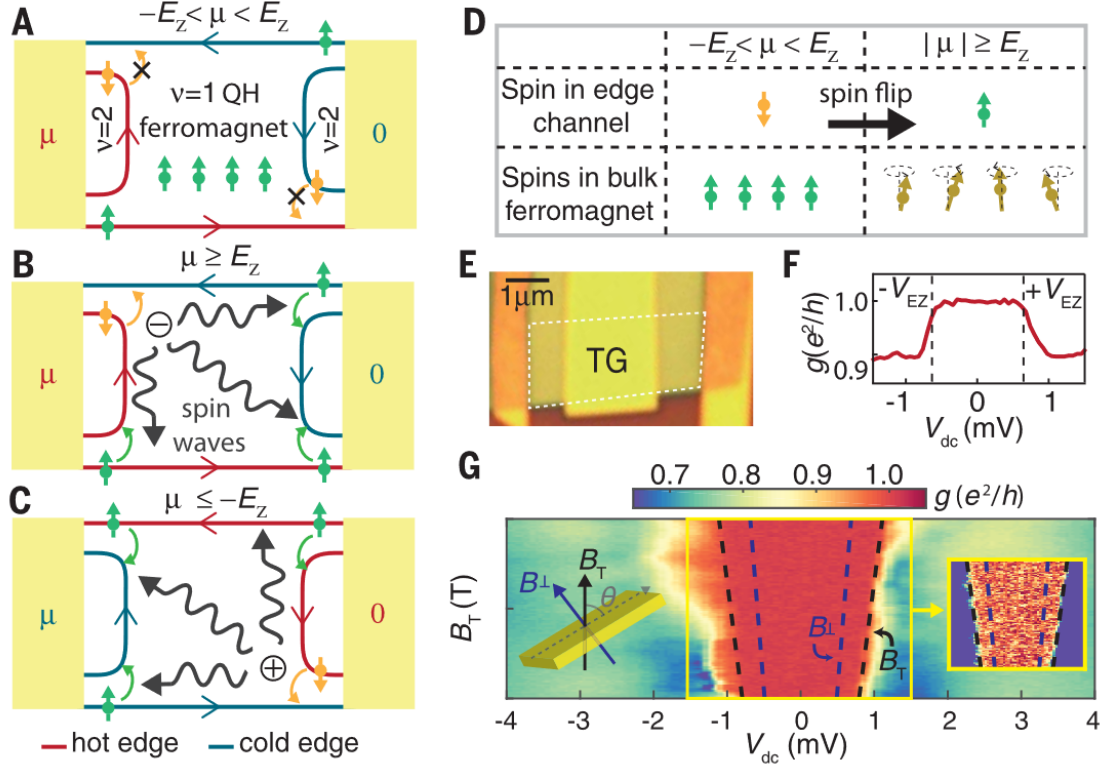 A
−E_Z < μ < E_Z
μ
ν=2
ν=1 QH
ferromagnet
ν=2
0
B
μ ≥ E_Z
μ
−
spin
waves
0
C
μ ≤ −E_Z
μ
+
0
hot edge
cold edge
D
−E_Z < μ < E_Z
|μ| ≥ E_Z
Spin in edge
channel
spin flip
Spins in bulk
ferromagnet
E
1μm
TG
F
−V_EZ
+V_EZ
1.0
0.9
g(e²/h)
-1
0
1
V_dc (mV)
G
0.7
0.8
0.9
1.0
g (e²/h)
B_T (T)
B⊥
B_T
θ
B⊥
B_T
-4
-3
-2
-1
0
1
2
3
4
V_dc (mV)